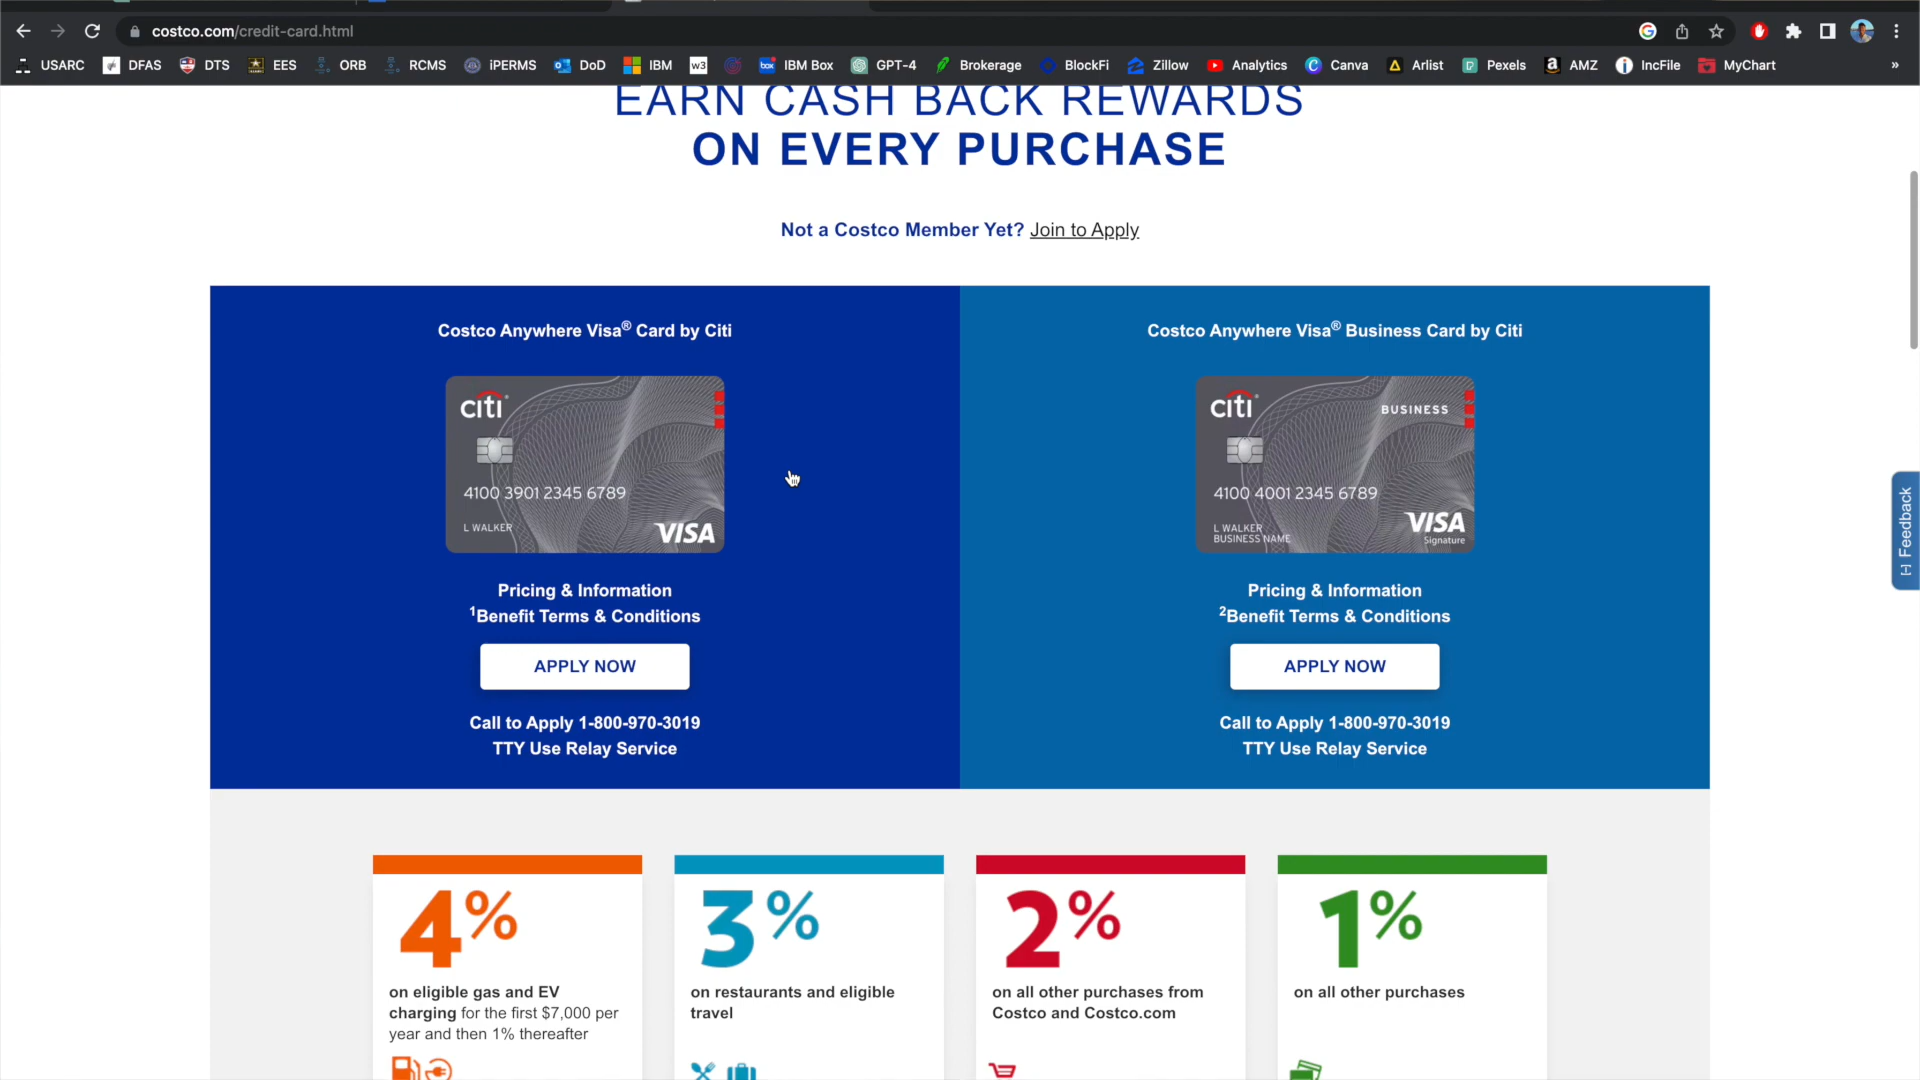 costco.com/credit-card.html
USARC DFAS DTS EES ORB RCMS iPERMS DoD IBM w3 box IBM Box GPT-4 Brokerage BlockFi Zillow Analytics Canva Arlist Pexels AMZ IncFile MyChart »
EARN CASH BACK REWARDS
ON EVERY PURCHASE
Not a Costco Member Yet? Join to Apply
Costco Anywhere Visa® Card by Citi
citi
4100 3901 2345 6789
L WALKER
VISA
Pricing & Information
¹Benefit Terms & Conditions
APPLY NOW
Call to Apply 1-800-970-3019
TTY Use Relay Service
Costco Anywhere Visa® Business Card by Citi
citi
BUSINESS
4100 4001 2345 6789
L WALKER
BUSINESS NAME
VISA
Signature
Pricing & Information
²Benefit Terms & Conditions
APPLY NOW
Call to Apply 1-800-970-3019
TTY Use Relay Service
[-] Feedback
4%
on eligible gas and EV
charging for the first $7,000 per
year and then 1% thereafter
3%
on restaurants and eligible
travel
2%
on all other purchases from
Costco and Costco.com
1%
on all other purchases